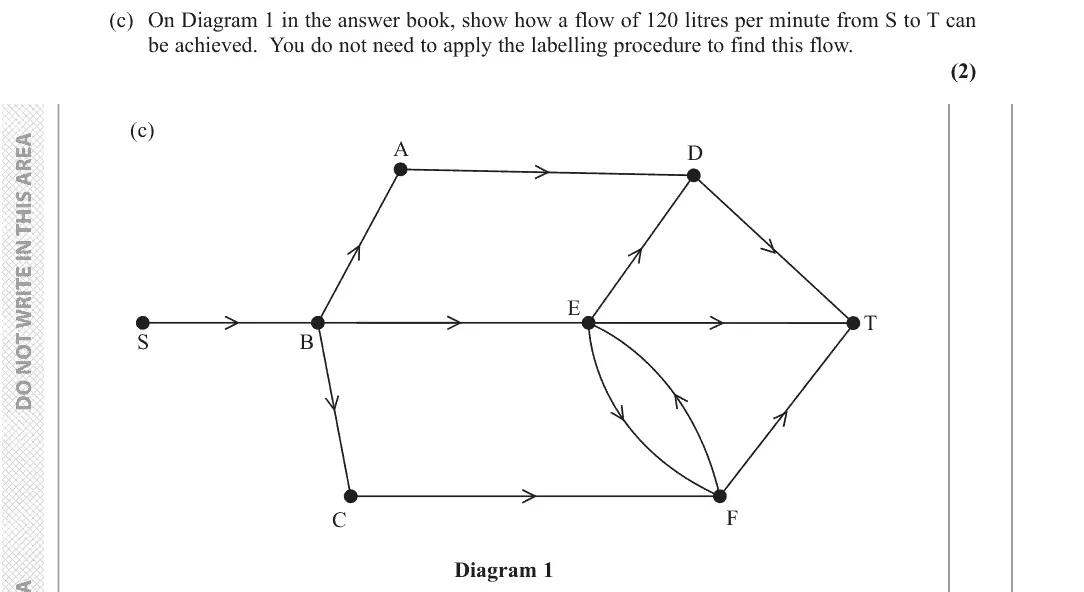 (c) On Diagram 1 in the answer book, show how a flow of 120 litres per minute from S to T can
be achieved. You do not need to apply the labelling procedure to find this flow.
(2)
DO NOT WRITE IN THIS AREA
(c)
A
D
E
S
B
T
C
F
Diagram 1
A